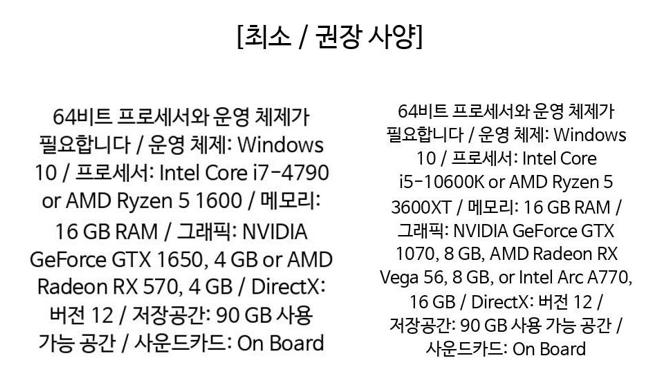 [최소 / 권장 사양]
64비트 프로세서와 운영 체제가
필요합니다 / 운영 체제: Windows
10 / 프로세서: Intel Core i7-4790
or AMD Ryzen 5 1600 / 메모리:
16 GB RAM / 그래픽: NVIDIA
GeForce GTX 1650, 4 GB or AMD
Radeon RX 570, 4 GB / DirectX:
버전 12 / 저장공간: 90 GB 사용
가능 공간 / 사운드카드: On Board
64비트 프로세서와 운영 체제가
필요합니다 / 운영 체제: Windows
10 / 프로세서: Intel Core
i5-10600K or AMD Ryzen 5
3600XT / 메모리: 16 GB RAM /
그래픽: NVIDIA GeForce GTX
1070, 8 GB, AMD Radeon RX
Vega 56, 8 GB, or Intel Arc A770,
16 GB / DirectX: 버전 12 /
저장공간: 90 GB 사용 가능 공간 /
사운드카드: On Board